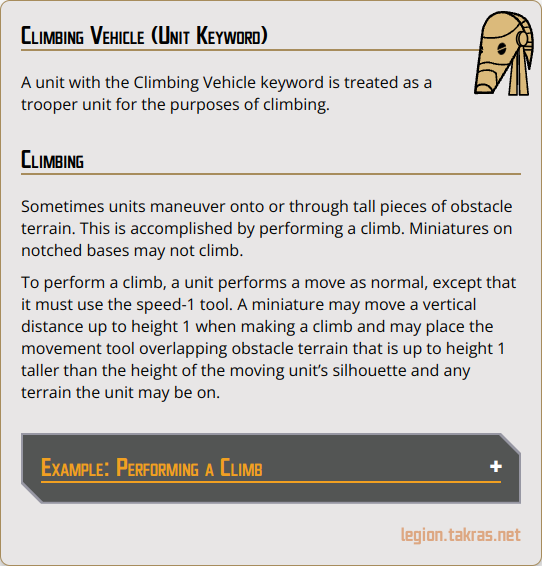 Climbing Vehicle (Unit Keyword)
A unit with the Climbing Vehicle keyword is treated as a
trooper unit for the purposes of climbing.
Climbing
Sometimes units maneuver onto or through tall pieces of obstacle
terrain. This is accomplished by performing a climb. Miniatures on
notched bases may not climb.
To perform a climb, a unit performs a move as normal, except that
it must use the speed-1 tool. A miniature may move a vertical
distance up to height 1 when making a climb and may place the
movement tool overlapping obstacle terrain that is up to height 1
taller than the height of the moving unit’s silhouette and any
terrain the unit may be on.
Example: Performing a Climb +
legion.takras.net